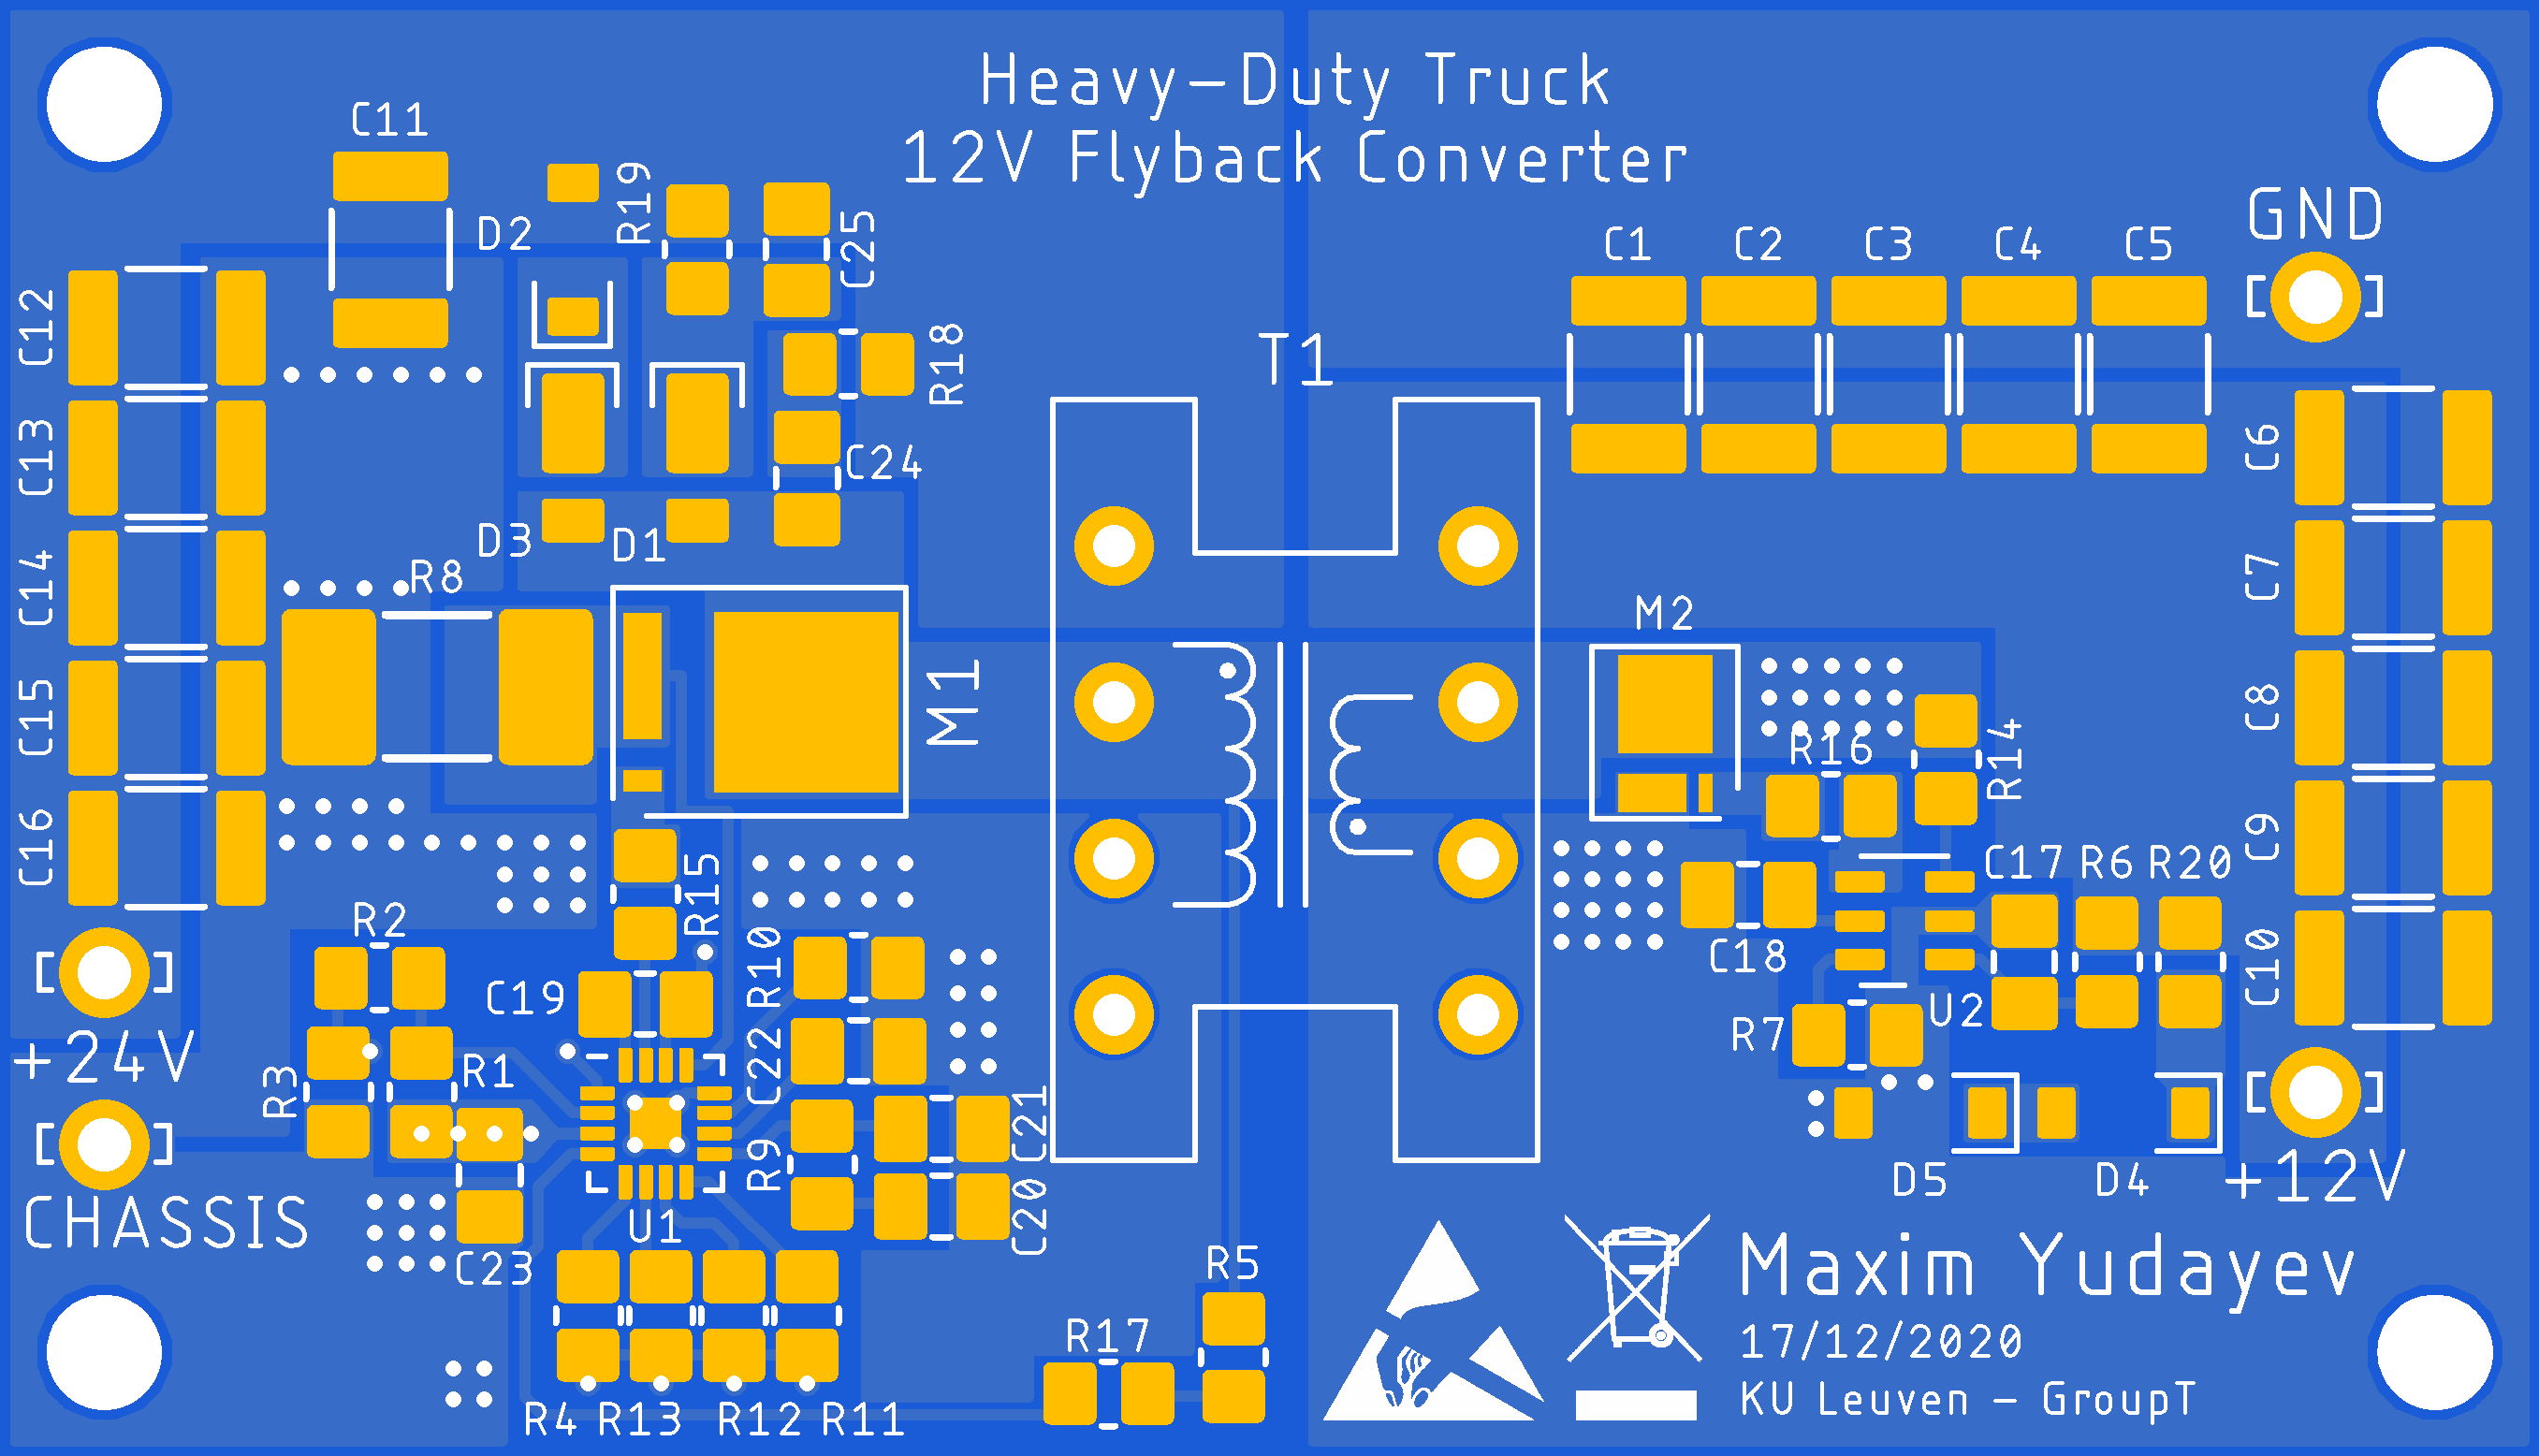 Heavy-Duty Truck
12V Flyback Converter
C11
R19
D2
C25
GND
C1 C2 C3 C4 C5
C12
R18
T1
C13
C24
C6
D3 D1
C14
R8
C7
M2
C15
M1
R16
R14
C8
C16
R15
C17 R6 R20
C9
R2
R10
C18
C10
C19
U2
+24V
R3
R1
C22
R7
R9
C21
D5 D4
+12V
CHASSIS
U1
C20
C23
R5
Maxim Yudayev
R17
17/12/2020
R4 R13 R12 R11
KU Leuven - GroupT